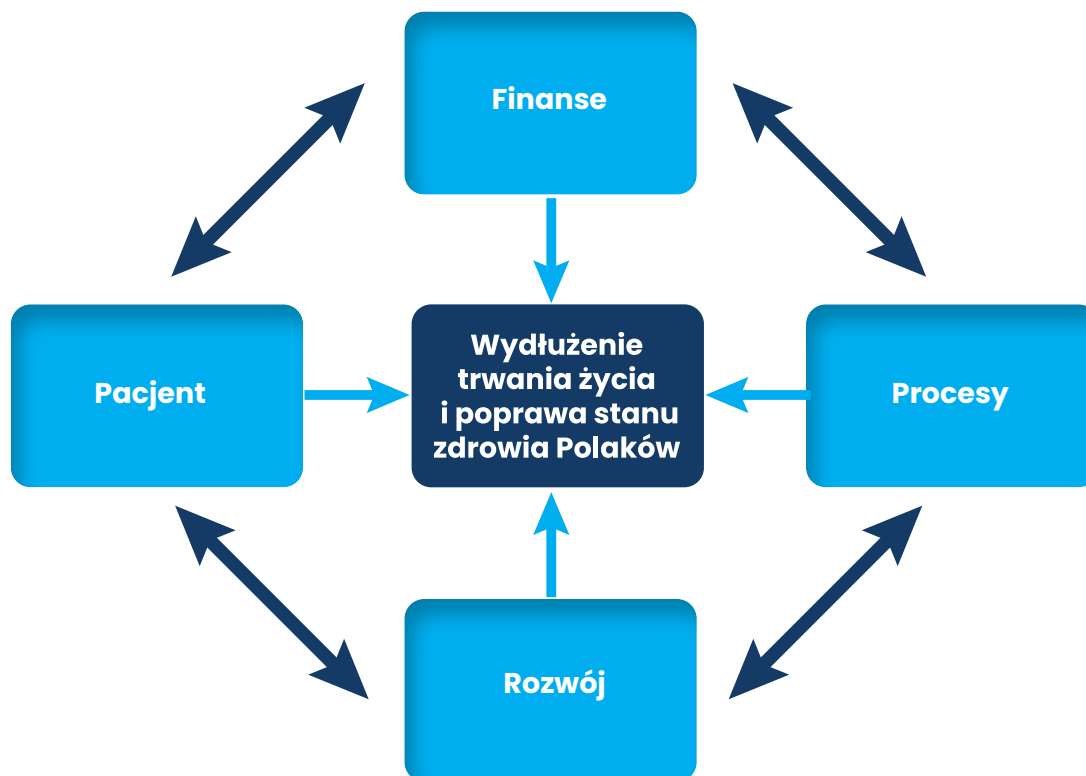 Finanse
Pacjent
Wydłużenie
trwania życia
i poprawa stanu
zdrowia Polaków
Procesy
Rozwój